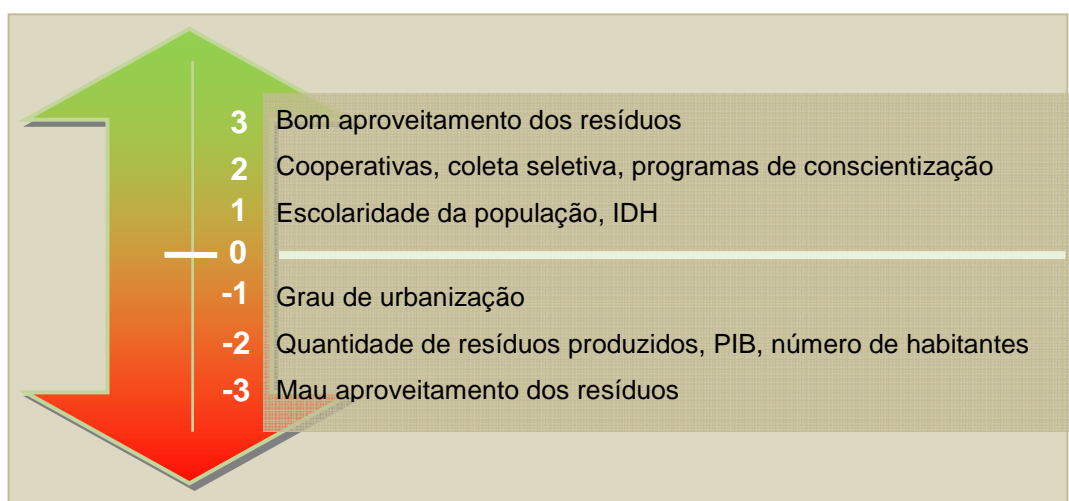 3 Bom aproveitamento dos resíduos
2 Cooperativas, coleta seletiva, programas de conscientização
1 Escolaridade da população, IDH
0
-1 Grau de urbanização
-2 Quantidade de resíduos produzidos, PIB, número de habitantes
-3 Mau aproveitamento dos resíduos